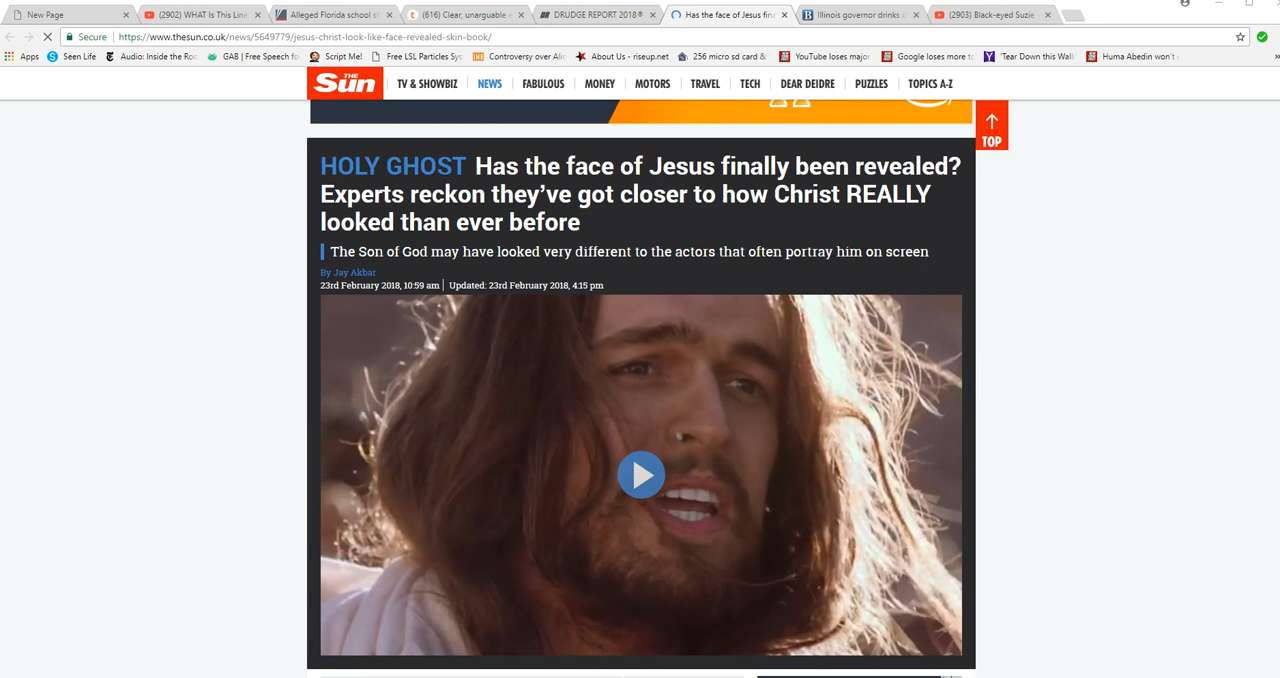 New Page
(2902) WHAT Is This Line
Alleged Florida school s
(616) Clear, unarguable e
DRUDGE REPORT 2018®
Has the face of Jesus fin
Illinois governor drinks c
(2903) Black-eyed Suzie
Secure
https://www.thesun.co.uk/news/5649779/jesus-christ-look-like-face-revealed-skin-book/
Apps
Seen Life
Audio: Inside the Roo
GAB | Free Speech fo
Script Me!
Free LSL Particles Sys
Controversy over Alic
About Us - riseup.net
256 micro sd card &
YouTube loses major
Google loses more to
'Tear Down this Wall
Huma Abedin won't
THE Sun
TV & SHOWBIZ
NEWS
FABULOUS
MONEY
MOTORS
TRAVEL
TECH
DEAR DEIDRE
PUZZLES
TOPICS A-Z
TOP
HOLY GHOST Has the face of Jesus finally been revealed?
Experts reckon they've got closer to how Christ REALLY
looked than ever before
The Son of God may have looked very different to the actors that often portray him on screen
By Jay Akbar
23rd February 2018, 10:59 am | Updated: 23rd February 2018, 4:15 pm